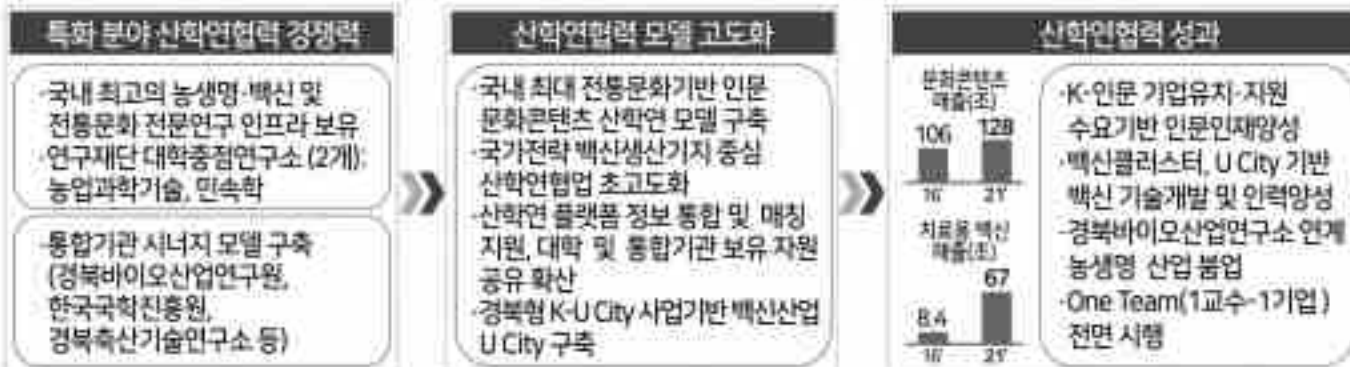 특화 분야 산학연협력 경쟁력
·국내 최고의 농생명·백신 및
전통문화 전문연구 인프라 보유
·연구재단 대학중점연구소 (2개):
농업과학기술, 민속학
·통합기관 시너지 모델 구축
(경북바이오산업연구원,
한국국학진흥원,
경북축산기술연구소 등)
산학연협력 모델 고도화
·국내 최대 전통문화기반 인문
문화콘텐츠 산학연 모델 구축
·국가전략 백신생산기지 중심
산학연협업 초고도화
·산학연 플랫폼 정보 통합 및 매칭
지원, 대학 및 통합기관 보유 자원
공유 확산
·경북형 K-U City 사업기반 백신산업
U City 구축
산학연협력 성과
문화콘텐츠
매출(조)
106 128
16' 21'
치료용 백신
매출(조)
8.4 67
16' 21'
·K-인문 기업유치·지원
수요기반 인문인재양성
·백신클러스터, U City 기반
백신 기술개발 및 인력양성
·경북바이오산업연구소 연계
농생명 산업 붐업
·One Team(1교수-1기업)
전면 시행